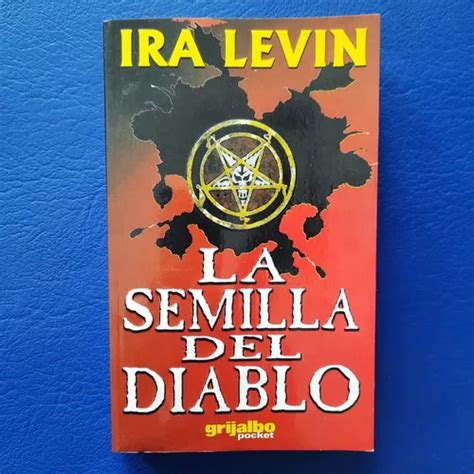 IRA LEVIN
LA
SEMILLA
DEL
DIABLO
grijalbo
pocket